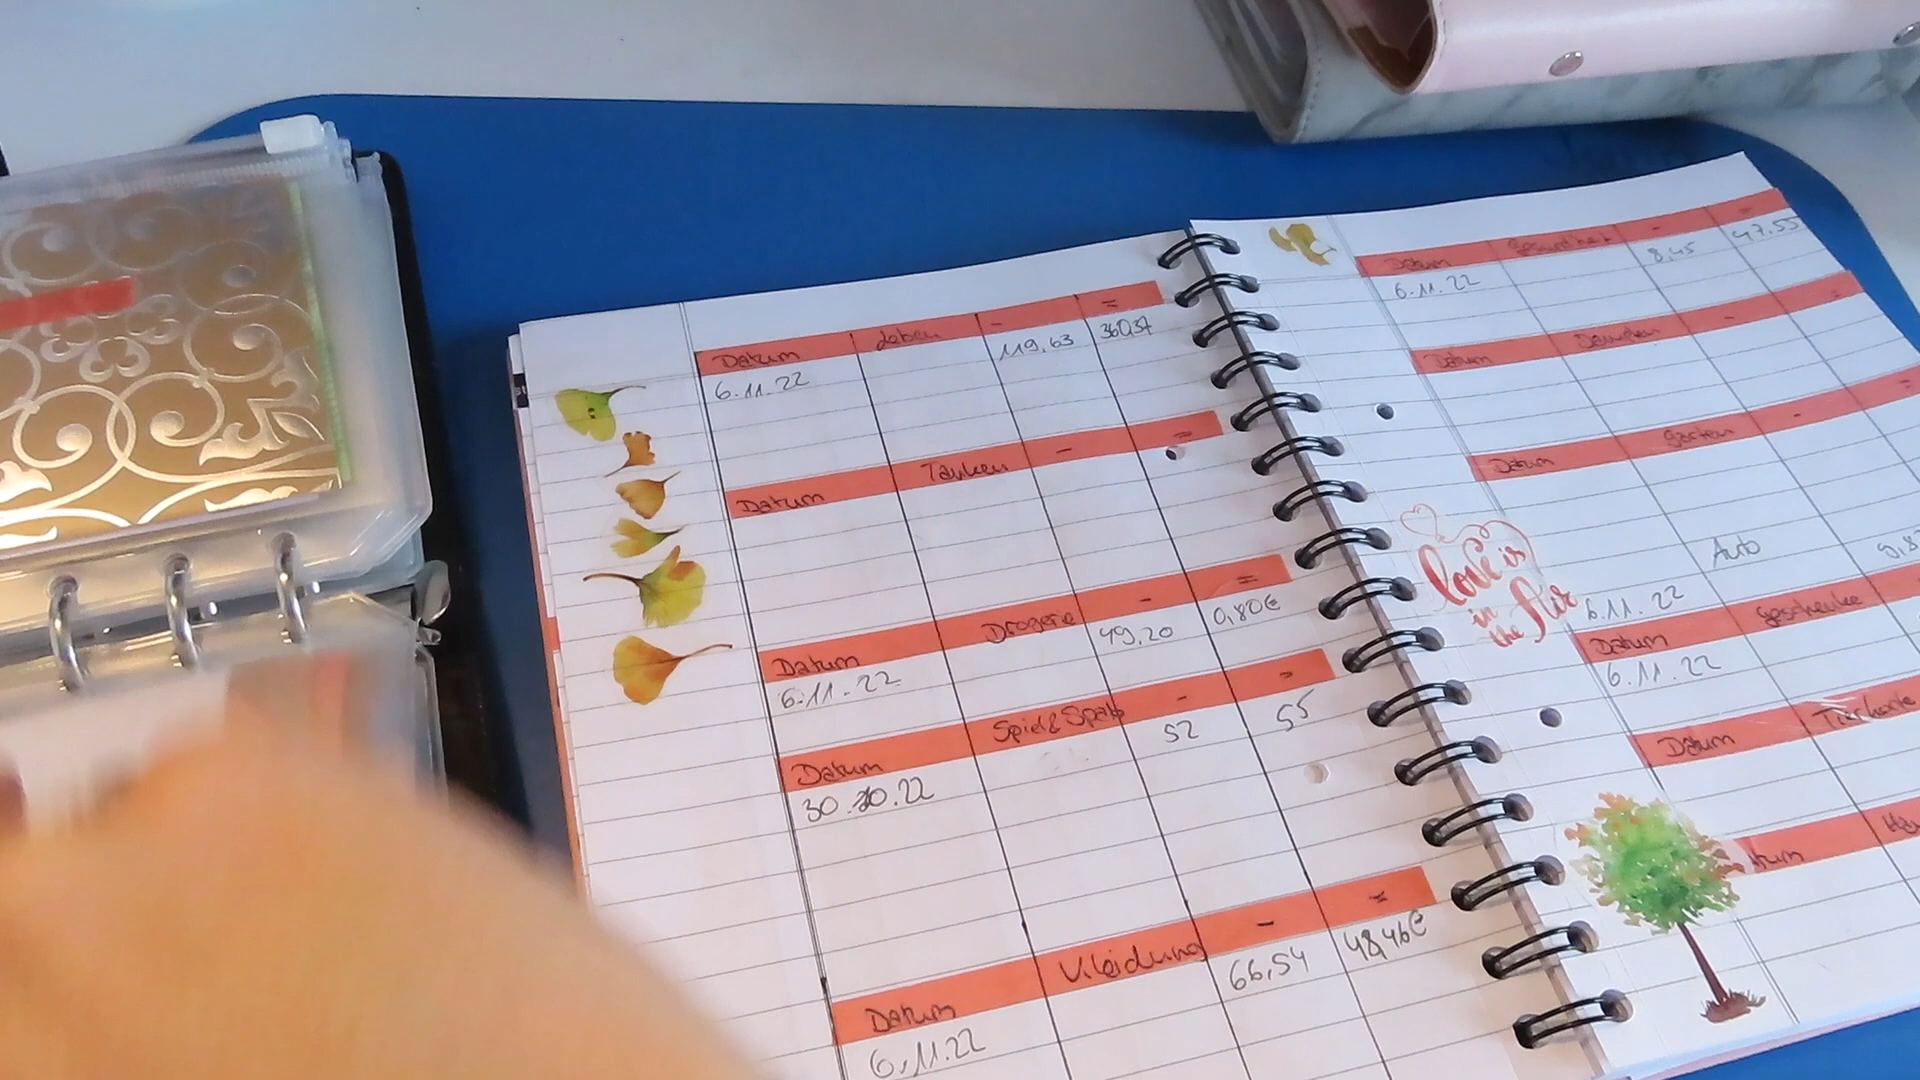 Datum Leben - =
6.11.22 119,63 360,37
Datum Tanken - =
Datum Drogerie - =
6.11.22 49,20 0,80€
Datum Spiel&Spaß - =
30.10.22 52 55
Datum Kleidung - =
6.11.22 66,54 48,46€
Datum Gesundheit - =
6.11.22 8,45 47,55
Datum - =
Datum Garten - =
love is
in
the Air
6.11.22 Auto
Datum Geschenke
6.11.22
Datum